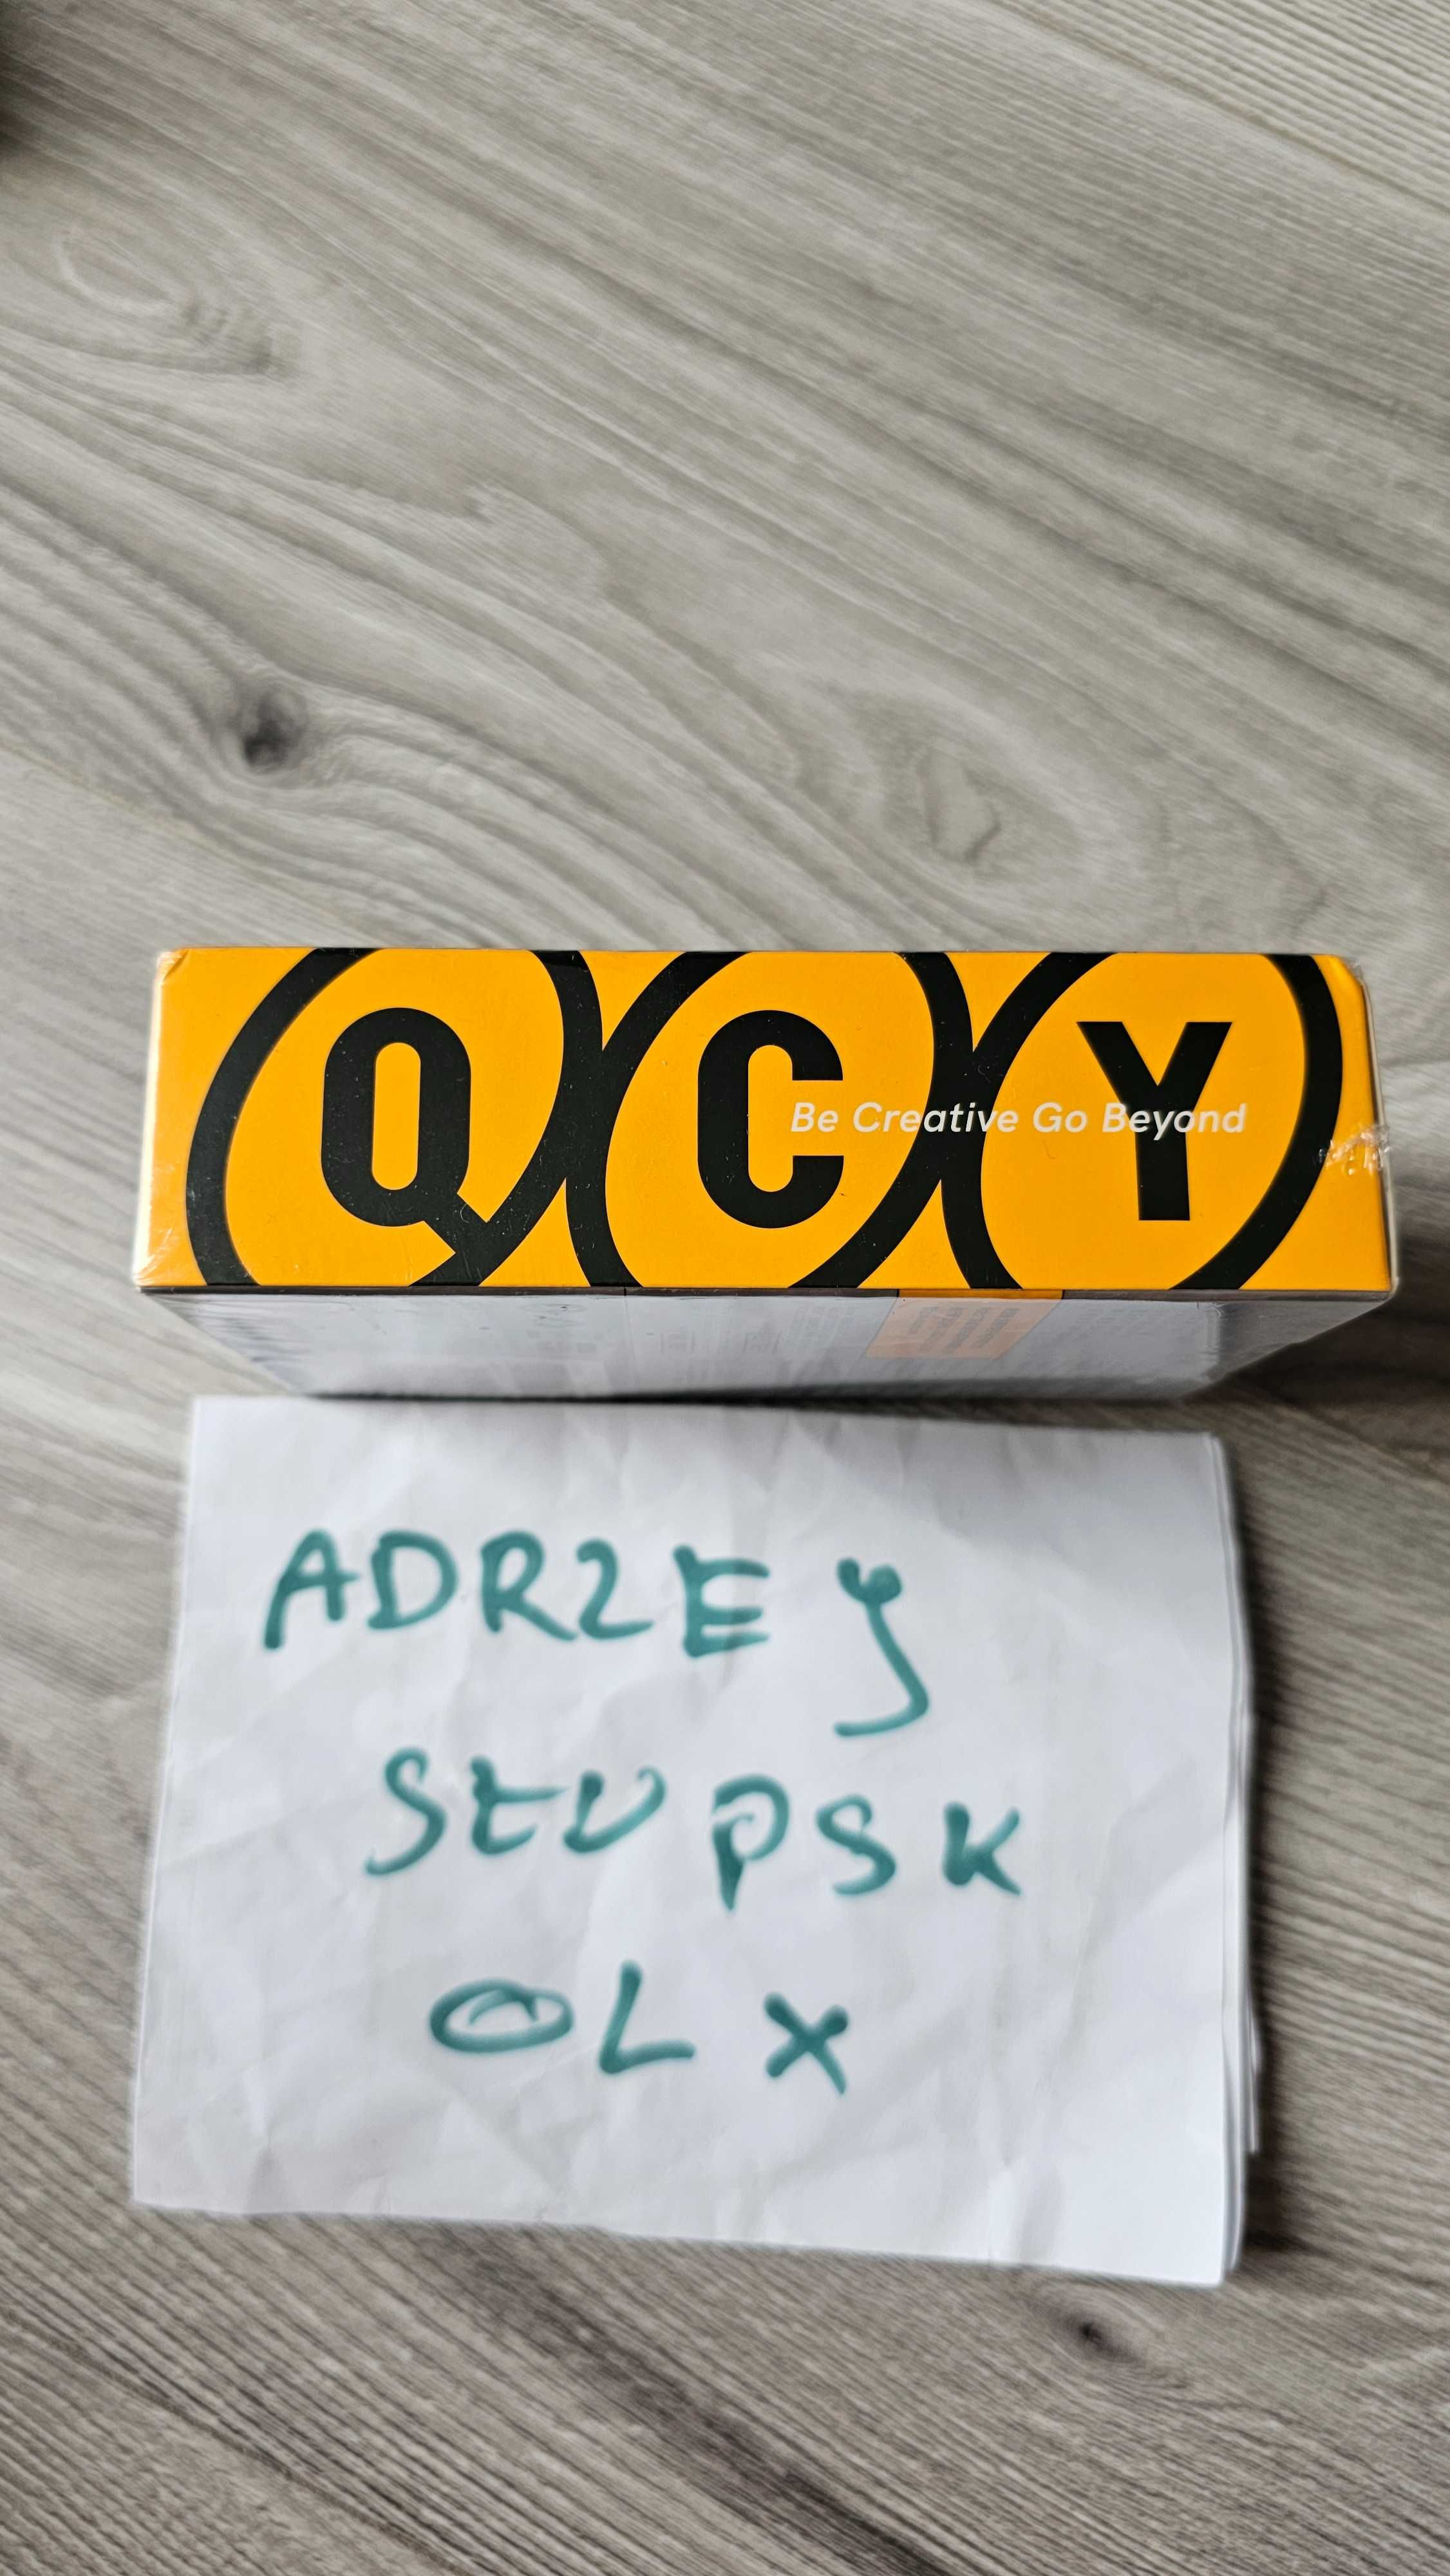 QCY
Be Creative Go Beyond
ADRZEJ
SŁUPSK
OLX